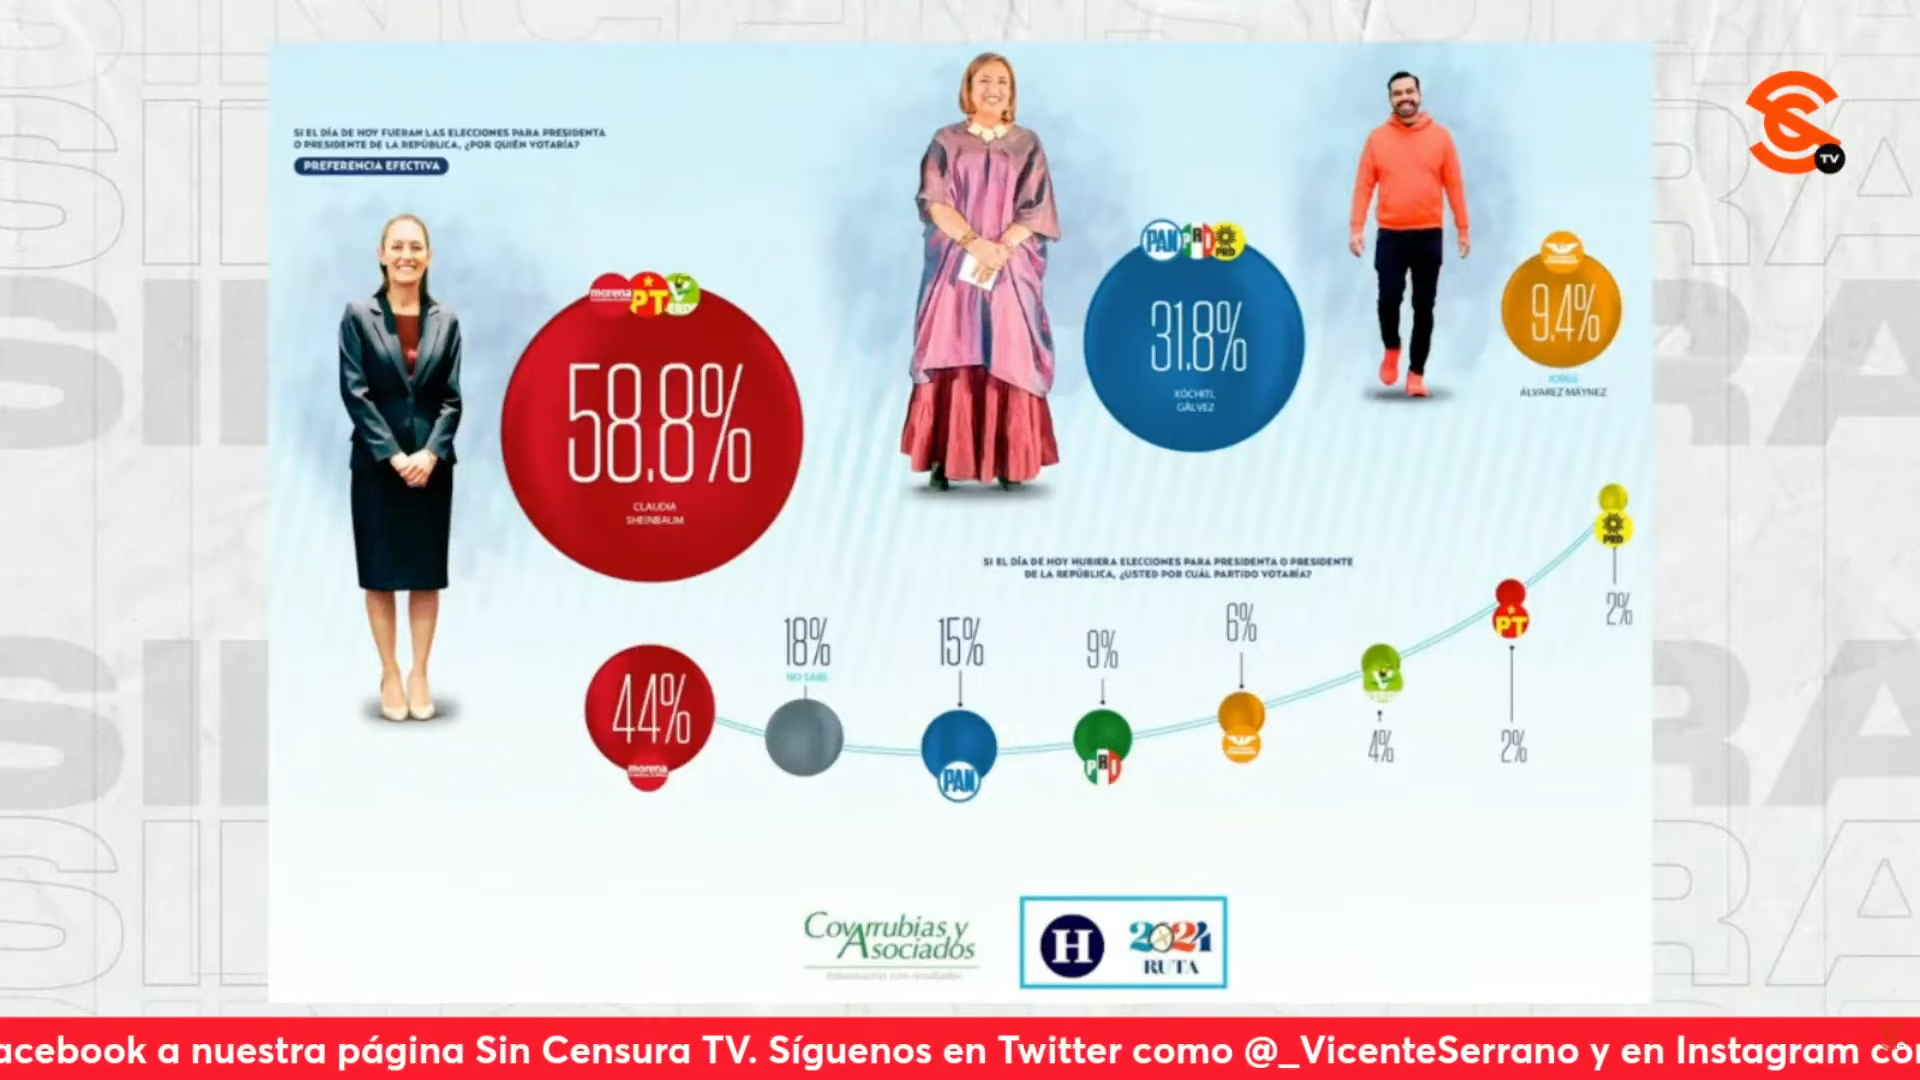 SI EL DÍA DE HOY FUERAN LAS ELECCIONES PARA PRESIDENTA
O PRESIDENTE DE LA REPÚBLICA, ¿POR QUIÉN VOTARÍA?
PREFERENCIA EFECTIVA
TV
morena
PT
58.8%
CLAUDIA
SHEINBAUM
PAN
PRI
PRD
31.8%
XÓCHITL
GÁLVEZ
9.4%
JORGE
ÁLVAREZ MÁYNEZ
SI EL DÍA DE HOY HUBIERA ELECCIONES PARA PRESIDENTA O PRESIDENTE
DE LA REPÚBLICA, ¿USTED POR CUÁL PARTIDO VOTARÍA?
44%
morena
18%
NO SABE
15%
PAN
9%
PRI
6%
4%
PT
2%
PRD
2%
Covarrubias y
Asociados
H
2024
RUTA
acebook a nuestra página Sin Censura TV. Síguenos en Twitter como @_VicenteSerrano y en Instagram co